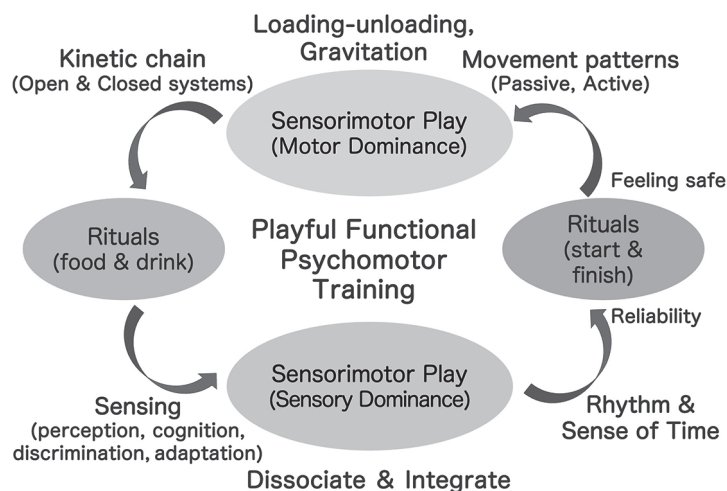 Loading-unloading,
Gravitation
Kinetic chain
(Open & Closed systems)
Movement patterns
(Passive, Active)
Sensorimotor Play
(Motor Dominance)
Feeling safe
Rituals
(food & drink)
Playful Functional
Psychomotor
Training
Rituals
(start &
finish)
Reliability
Sensorimotor Play
(Sensory Dominance)
Sensing
(perception, cognition,
discrimination, adaptation)
Rhythm &
Sense of Time
Dissociate & Integrate